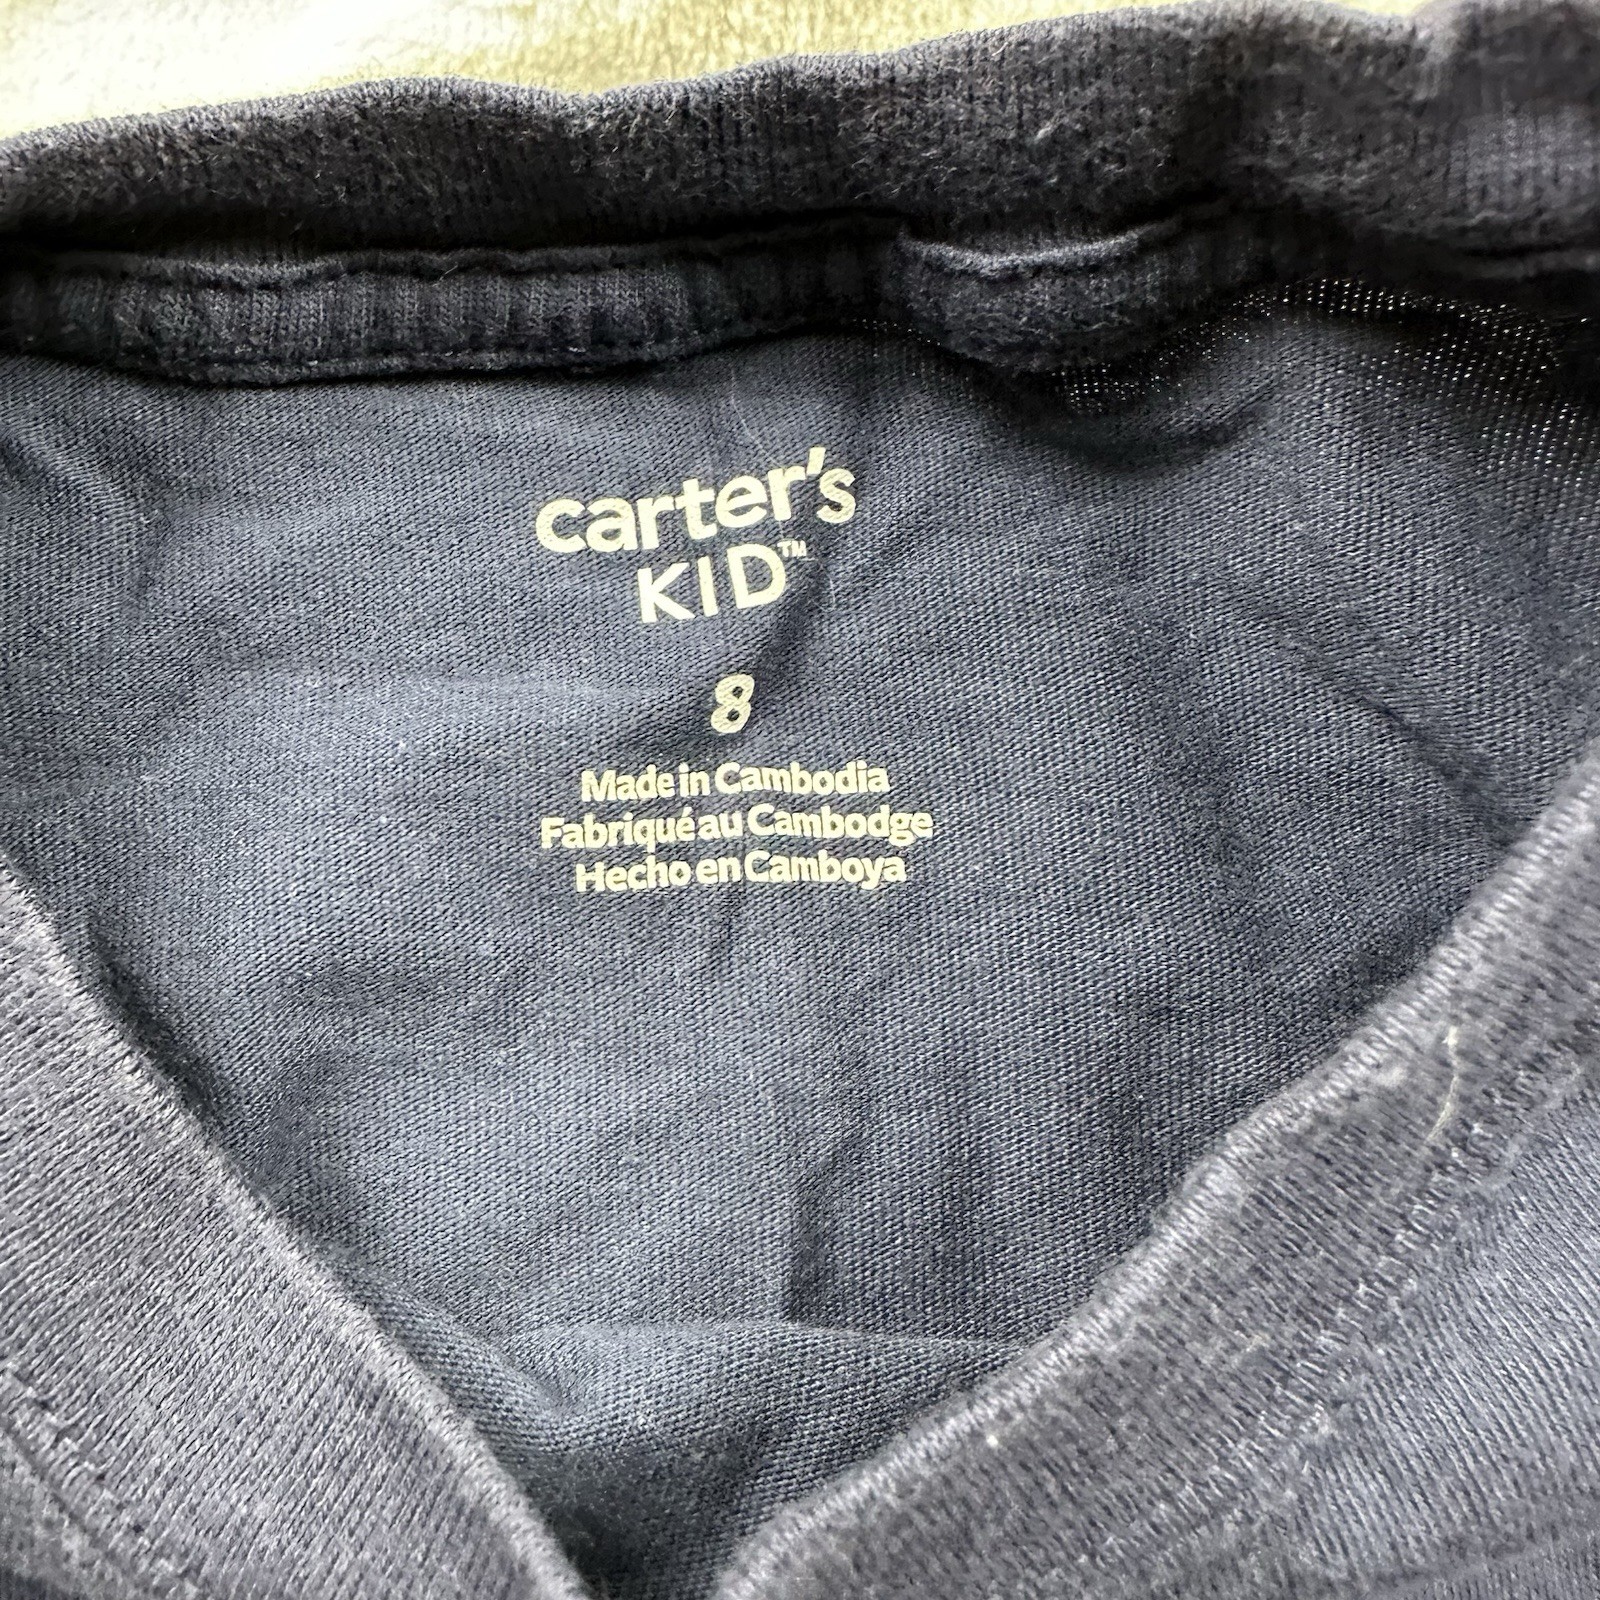 carter's
KID™
8
Made in Cambodia
Fabriqué au Cambodge
Hecho en Camboya